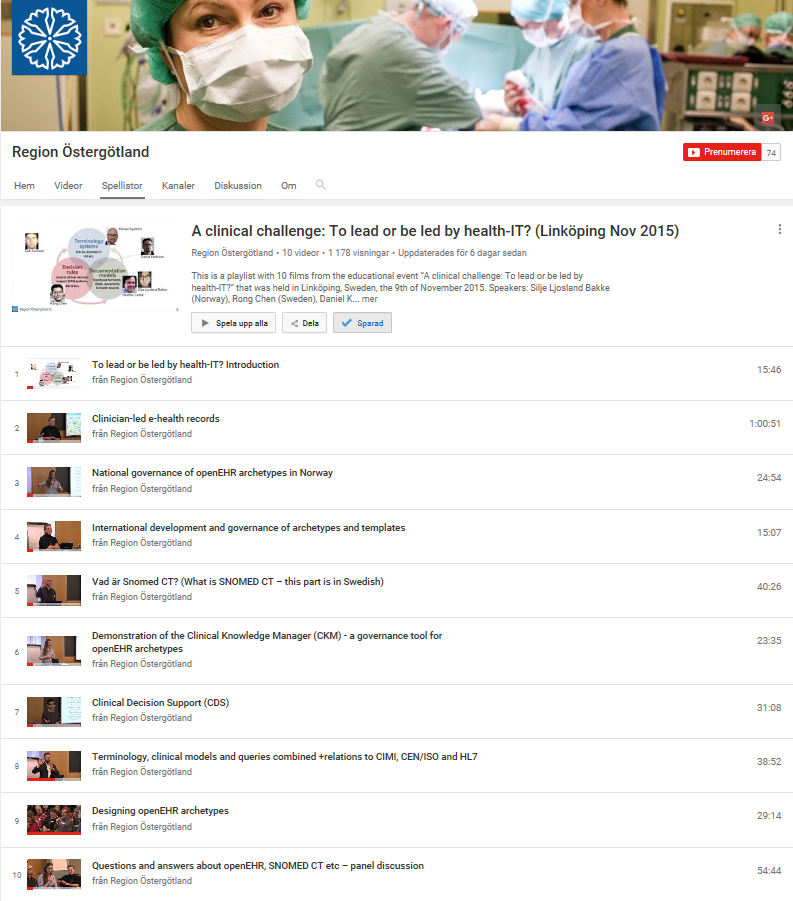 Region Östergötland
Prenumerera 74
Hem Videor Spellistor Kanaler Diskussion Om
A clinical challenge: To lead or be led by health-IT? (Linköping Nov 2015)
Region Östergötland • 10 videor • 1 178 visningar • Uppdaterades för 6 dagar sedan
This is a playlist with 10 films from the educational event "A clinical challenge: To lead or be led by
health-IT?" that was held in Linköping, Sweden, the 9th of November 2015. Speakers: Silje Ljosland Bakke
(Norway), Rong Chen (Sweden), Daniel K... mer
Terminology
systems
Decision
rules
Documentation
models
Region Östergötland
Spela upp alla Dela Sparad
1 To lead or be led by health-IT? Introduction 15:46
från Region Östergötland
2 Clinician-led e-health records 1:00:51
från Region Östergötland
3 National governance of openEHR archetypes in Norway 24:54
från Region Östergötland
4 International development and governance of archetypes and templates 15:07
från Region Östergötland
5 Vad är Snomed CT? (What is SNOMED CT – this part is in Swedish) 40:26
från Region Östergötland
6 Demonstration of the Clinical Knowledge Manager (CKM) - a governance tool for 23:35
openEHR archetypes
från Region Östergötland
7 Clinical Decision Support (CDS) 31:08
från Region Östergötland
8 Terminology, clinical models and queries combined +relations to CIMI, CEN/ISO and HL7 38:52
från Region Östergötland
9 Designing openEHR archetypes 29:14
från Region Östergötland
10 Questions and answers about openEHR, SNOMED CT etc – panel discussion 54:44
från Region Östergötland